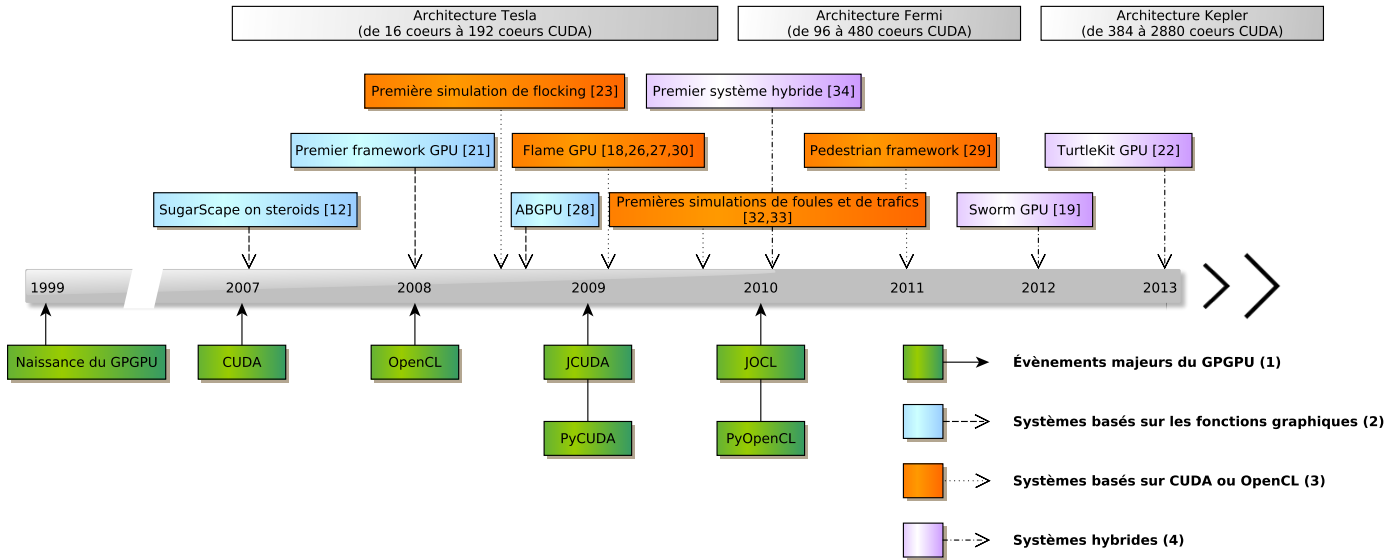 Architecture Tesla
(de 16 coeurs à 192 coeurs CUDA)
Architecture Fermi
(de 96 à 480 coeurs CUDA)
Architecture Kepler
(de 384 à 2880 coeurs CUDA)
Première simulation de flocking [23]
Premier système hybride [34]
Premier framework GPU [21]
Flame GPU [18,26,27,30]
Pedestrian framework [29]
TurtleKit GPU [22]
SugarScape on steroids [12]
ABGPU [28]
Premières simulations de foules et de trafics
[32,33]
Sworm GPU [19]
1999
2007
2008
2009
2010
2011
2012
2013
Naissance du GPGPU
CUDA
OpenCL
JCUDA
JOCL
PyCUDA
PyOpenCL
Évènements majeurs du GPGPU (1)
Systèmes basés sur les fonctions graphiques (2)
Systèmes basés sur CUDA ou OpenCL (3)
Systèmes hybrides (4)